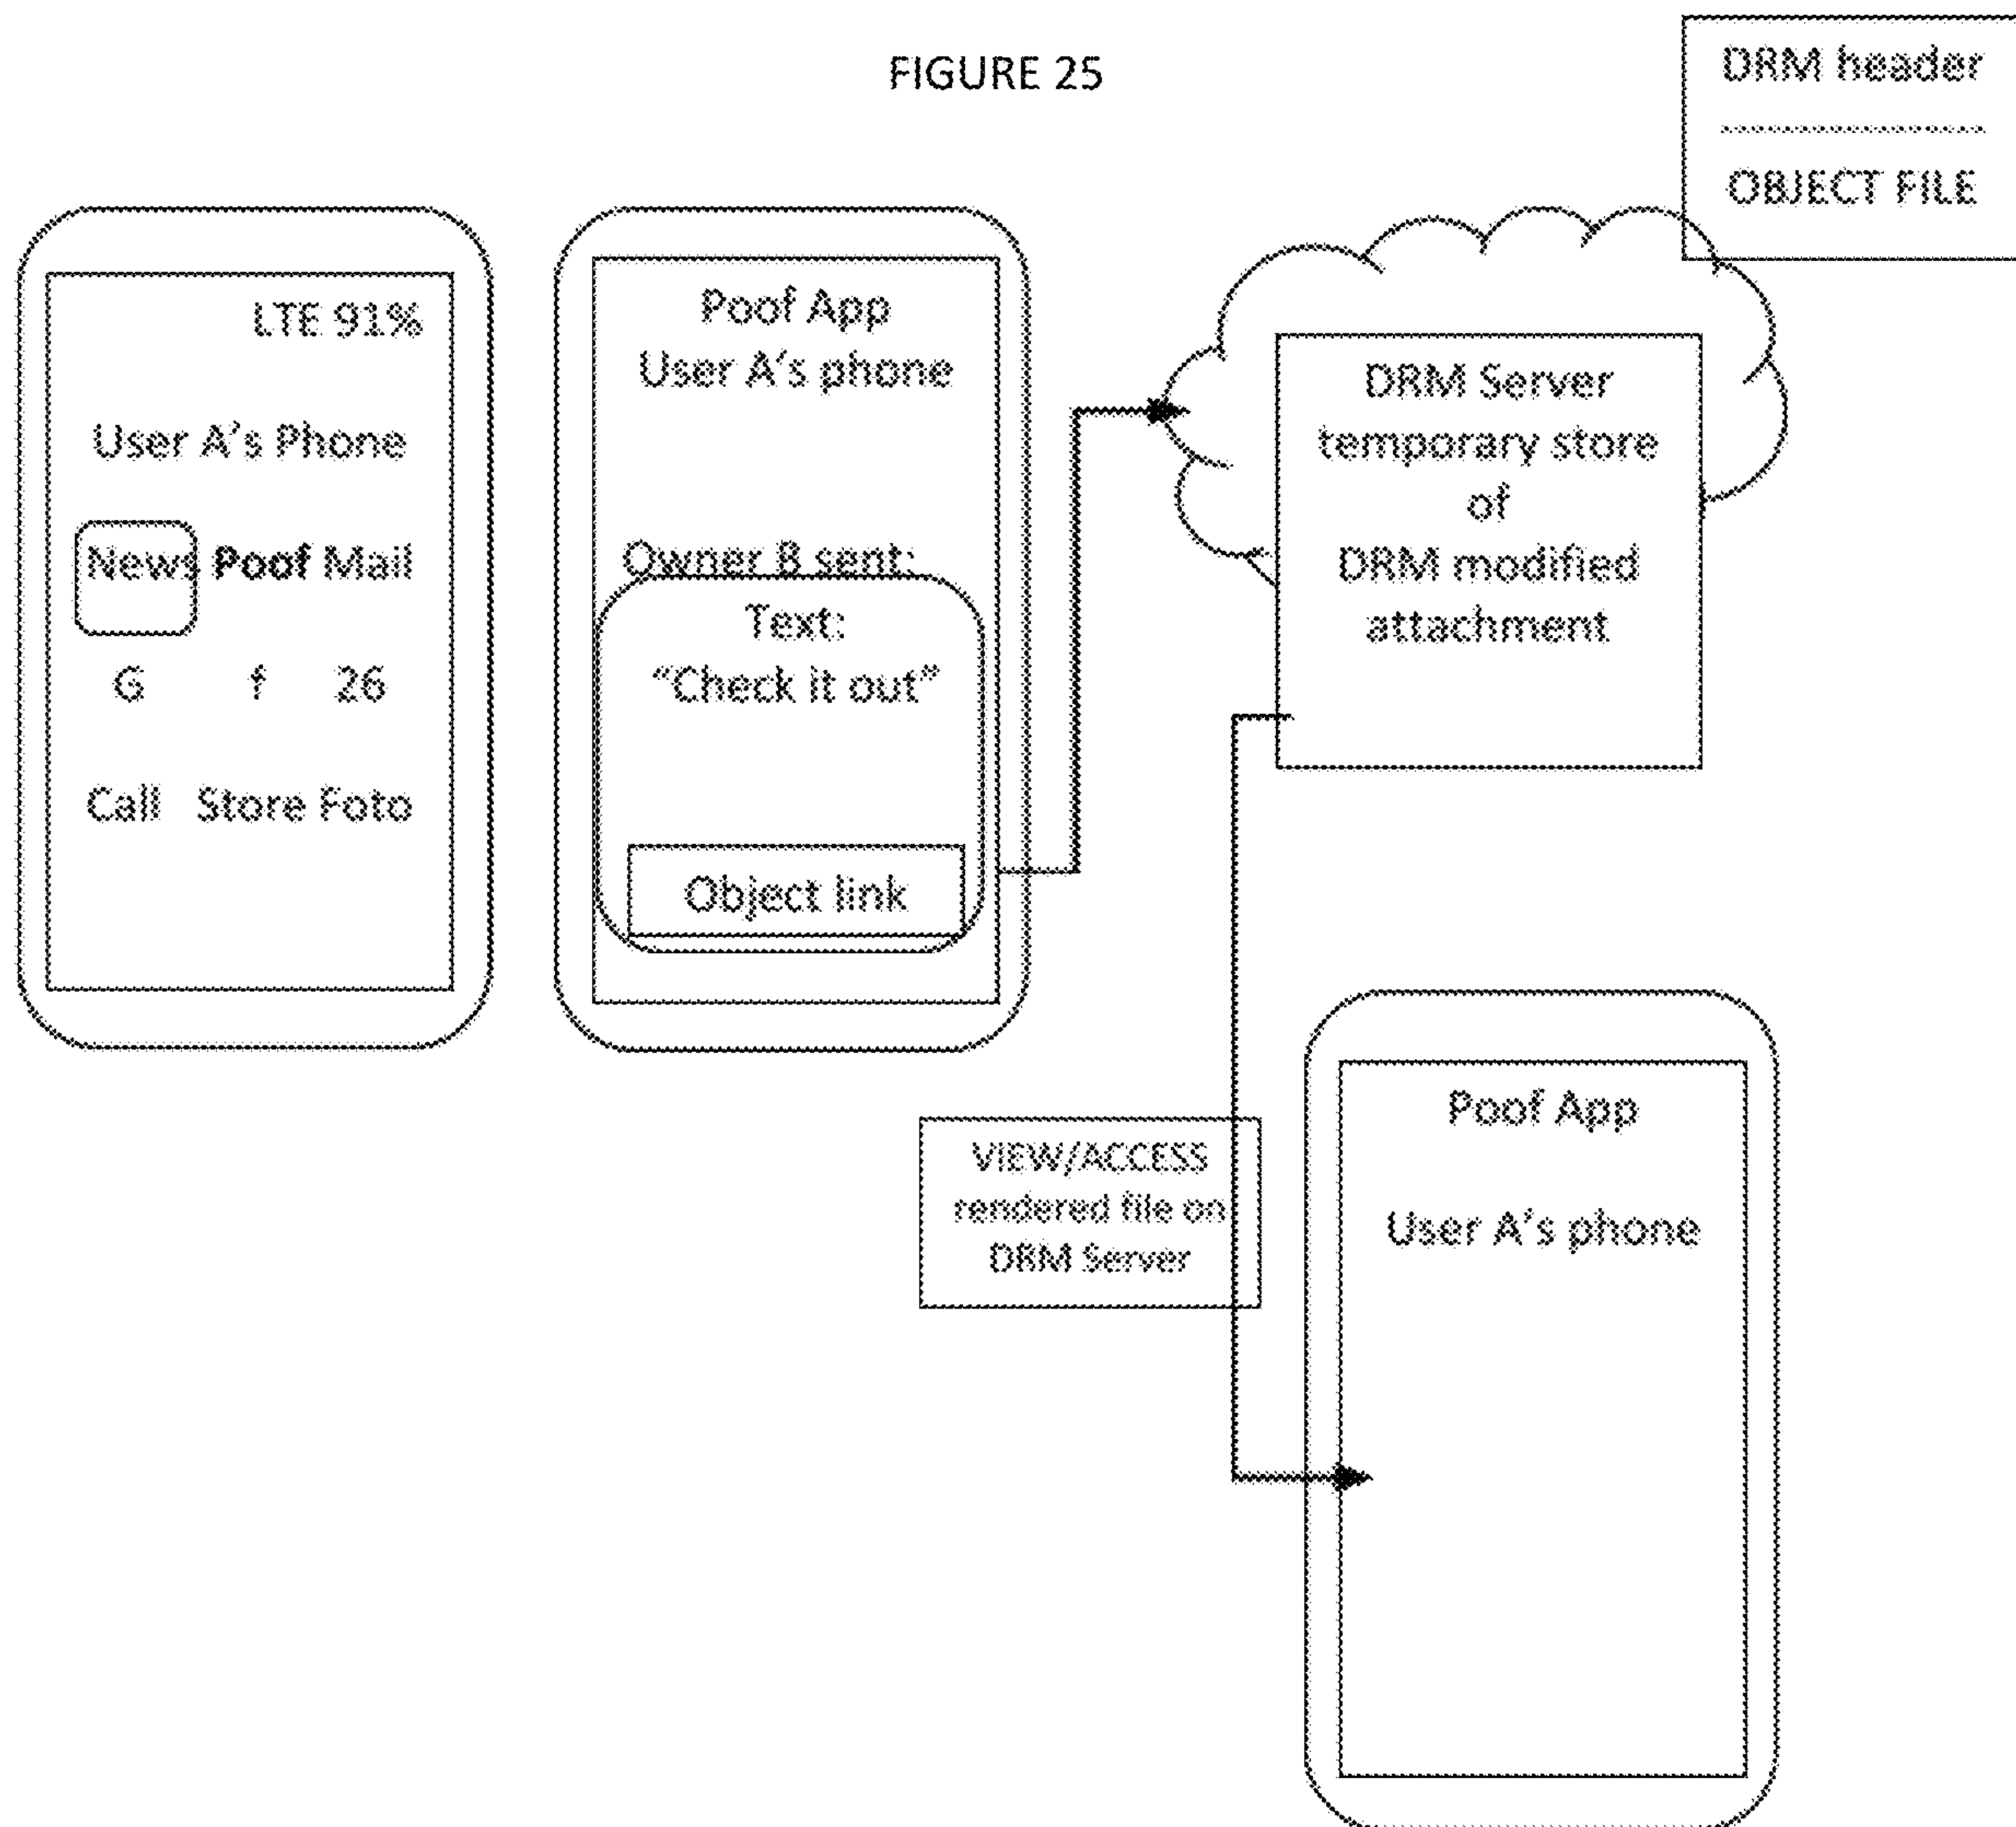 FIGURE 25
DRM header
OBJECT FILE
LTE 91%
User A's Phone
News Poof Mail
G f 26
Call Store Foto
Poof App
User A's phone
Owner B sent:
Text:
"Check it out"
Object link
DRM Server
temporary store
of
DRM modified
attachment
VIEW/ACCESS
rendered file on
DRM Server
Poof App
User A's phone